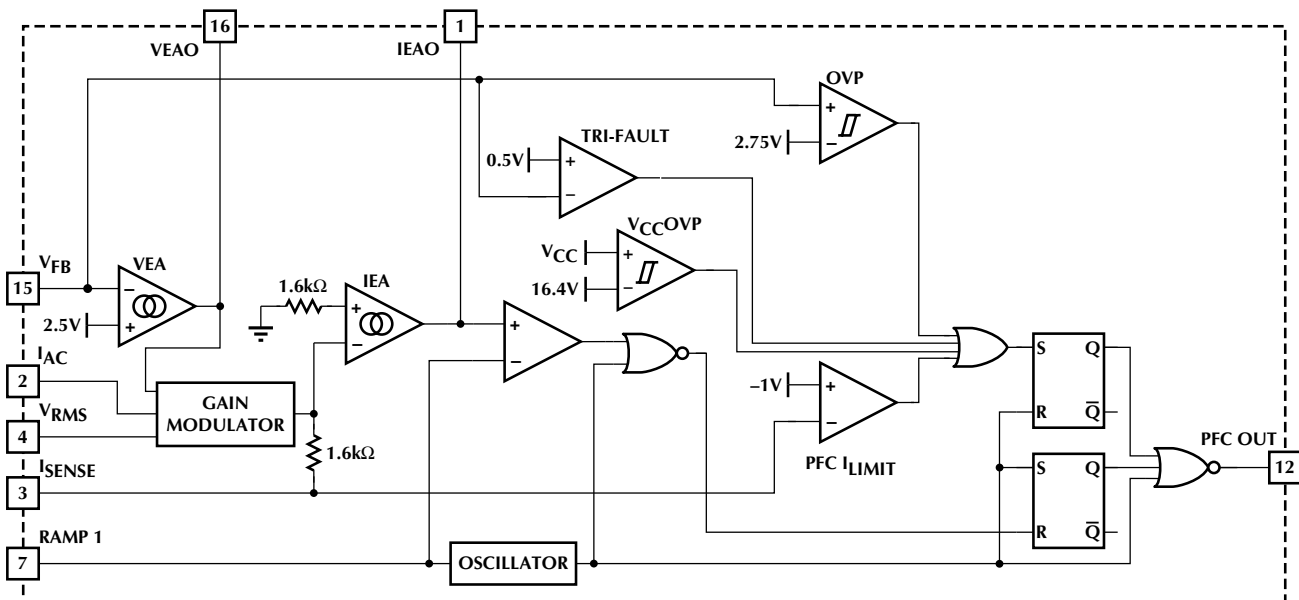 16
1
VEAO
IEAO
OVP
+
−
2.75V
TRI-FAULT
0.5V
+
−
VCCOVP
VCC
+
16.4V
−
VFB
15
VEA
−
2.5V
+
1.6kΩ
IEA
+
−
+
−
IAC
2
VRMS
4
GAIN
MODULATOR
1.6kΩ
ISENSE
3
–1V
+
−
PFC ILIMIT
S
Q
R
Q
S
Q
R
Q
PFC OUT
12
RAMP 1
7
OSCILLATOR